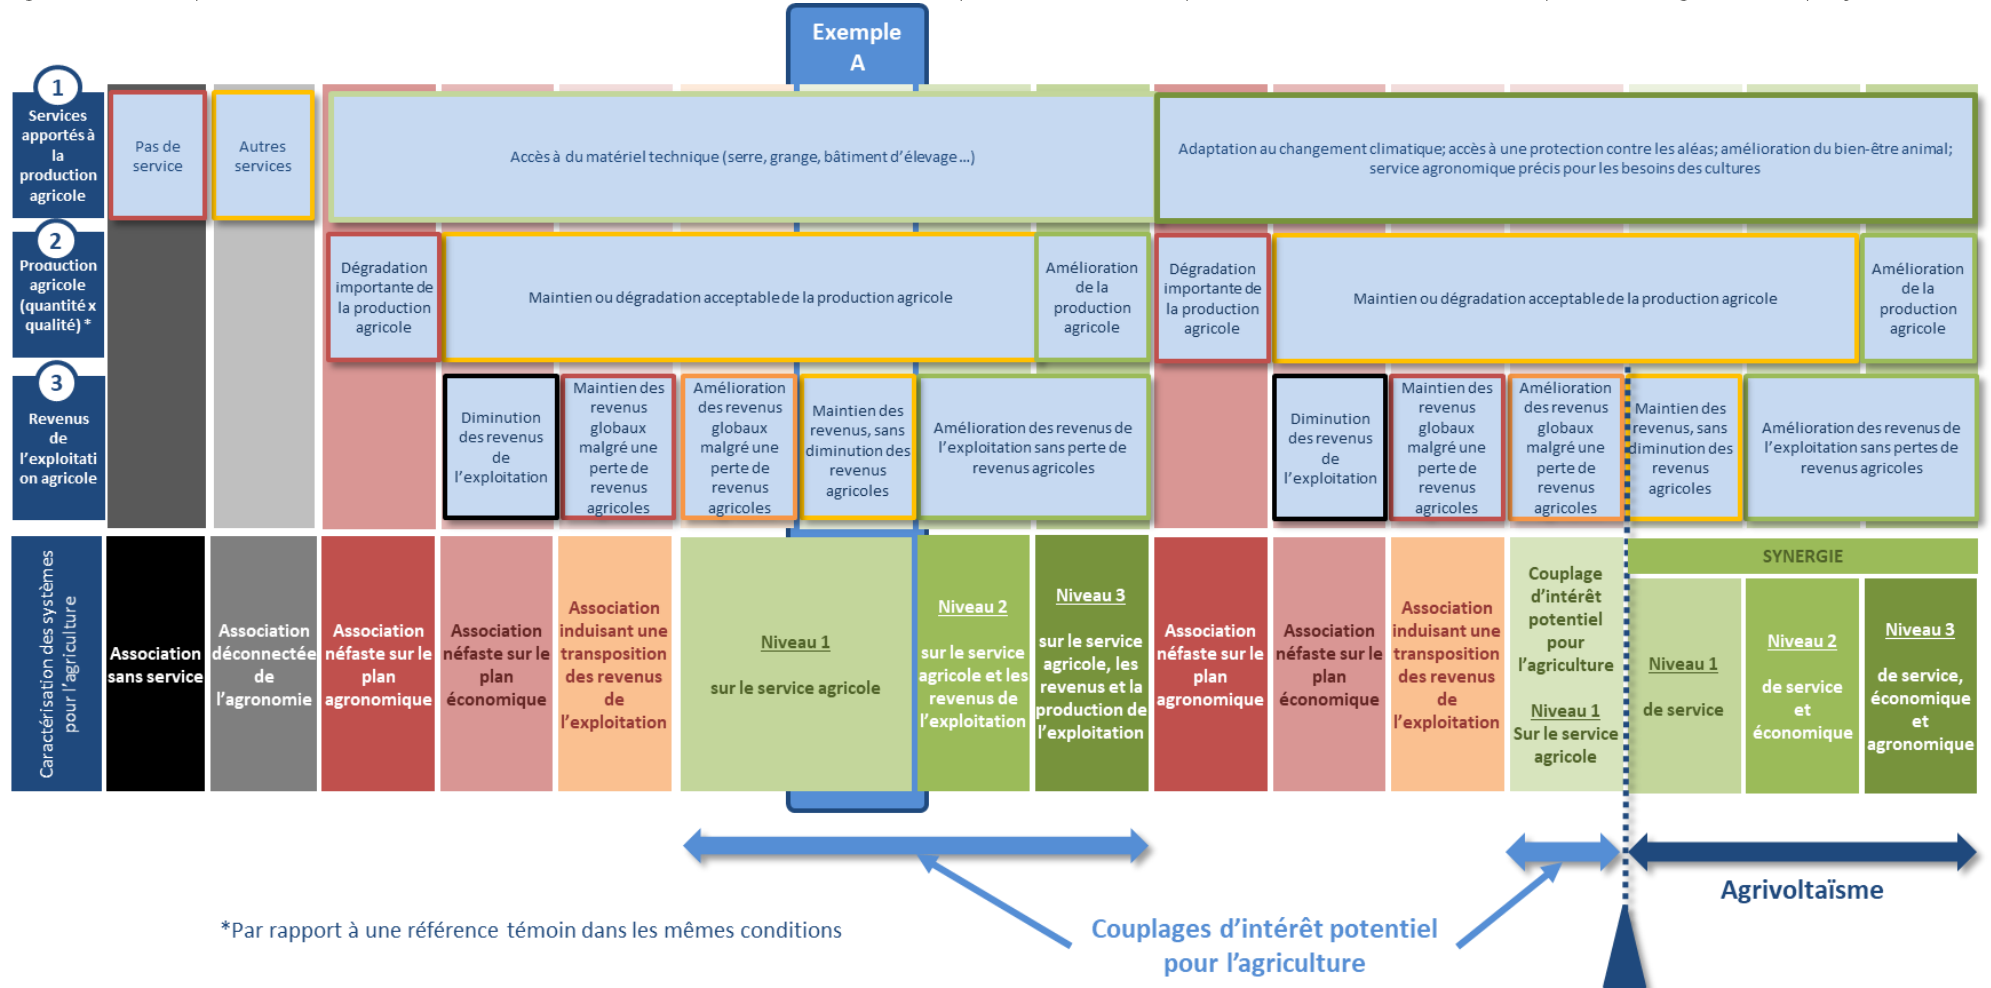 Exemple
A
1
Services
apportés à
la
production
agricole
Pas de
service
Autres
services
Accès à du matériel technique (serre, grange, bâtiment d'élevage ...)
Adaptation au changement climatique; accès à une protection contre les aléas; amélioration du bien-être animal;
service agronomique précis pour les besoins des cultures
2
Production
agricole
(quantité x
qualité) *
Dégradation
importante de
la production
agricole
Maintien ou dégradation acceptable de la production agricole
Amélioration
de la
production
agricole
Dégradation
importante de
la production
agricole
Maintien ou dégradation acceptable de la production agricole
Amélioration
de la
production
agricole
3
Revenus
de
l'exploitati
on agricole
Diminution
des revenus
de
l'exploitation
Maintien des
revenus
globaux
malgré une
perte de
revenus
agricoles
Amélioration
des revenus
globaux
malgré une
perte de
revenus
agricoles
Maintien des
revenus, sans
diminution des
revenus
agricoles
Amélioration des revenus de
l'exploitation sans perte de
revenus agricoles
Diminution
des revenus
de
l'exploitation
Maintien des
revenus
globaux
malgré une
perte de
revenus
agricoles
Amélioration
des revenus
globaux
malgré une
perte de
revenus
agricoles
Maintien des
revenus, sans
diminution des
revenus
agricoles
Amélioration des revenus de
l'exploitation sans pertes de
revenus agricoles
Caractérisation des systèmes
pour l'agriculture
Association
sans service
Association
déconnectée
de
l'agronomie
Association
néfaste sur le
plan
agronomique
Association
néfaste sur le
plan
économique
Association
induisant une
transposition
des revenus
de
l'exploitation
Niveau 1
sur le service agricole
Niveau 2
sur le service
agricole et les
revenus de
l'exploitation
Niveau 3
sur le service
agricole, les
revenus et la
production de
l'exploitation
Association
néfaste sur le
plan
agronomique
Association
néfaste sur le
plan
économique
Association
induisant une
transposition
des revenus
de
l'exploitation
Couplage
d'intérêt
potentiel
pour
l'agriculture
Niveau 1
Sur le service
agricole
SYNERGIE
Niveau 1
de service
Niveau 2
de service
et
économique
Niveau 3
de service,
économique
et
agronomique
Agrivoltaïsme
*Par rapport à une référence témoin dans les mêmes conditions
Couplages d'intérêt potentiel
pour l'agriculture